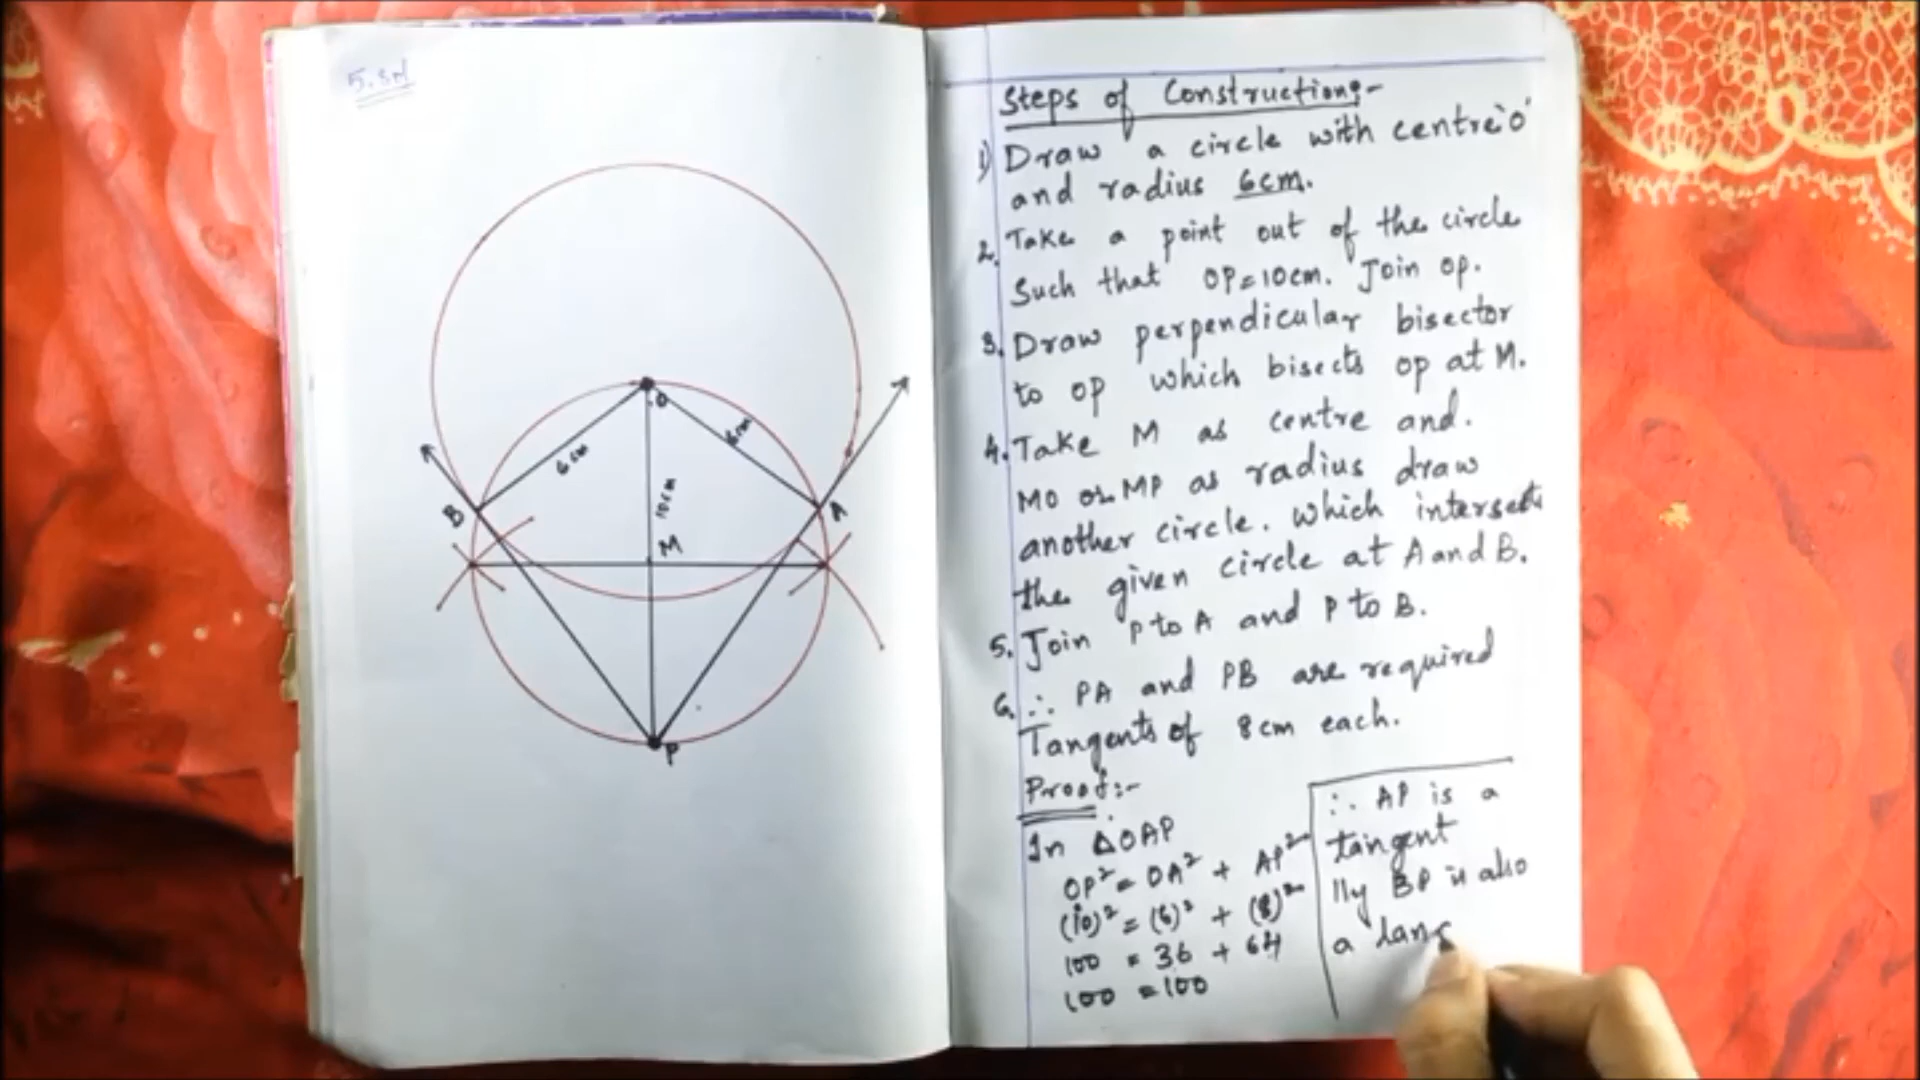 5. Sol
O
6cm
6cm
10cm
B
A
M
P
Steps of Construction:-
1) Draw a circle with centre 'O'
and radius 6cm.
2. Take a point out of the circle
Such that OP=10cm. Join OP.
3. Draw perpendicular bisector
to OP which bisects OP at M.
4. Take M as centre and.
MO or MP as radius draw
another circle. Which intersects
the given circle at A and B.
5. Join P to A and P to B.
6. ∴ PA and PB are required
Tangents of 8cm each.
Proof:-
In △OAP
OP² = OA² + AP²
(10)² = (6)² + (8)²
100 = 36 + 64
100 = 100
∴ AP is a
tangent
lly BP is also
a tang